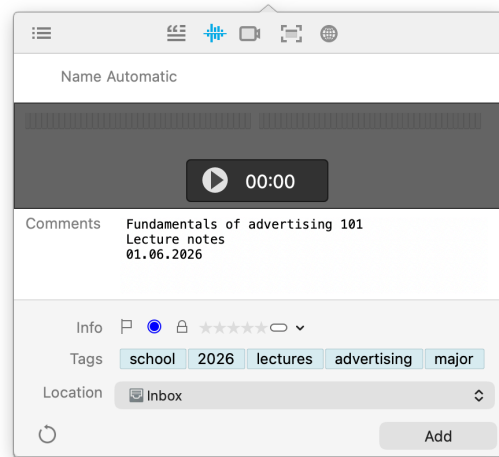 Name Automatic
00:00
Comments Fundamentals of advertising 101
Lecture notes
01.06.2026
Info
Tags school 2026 lectures advertising major
Location Inbox
Add